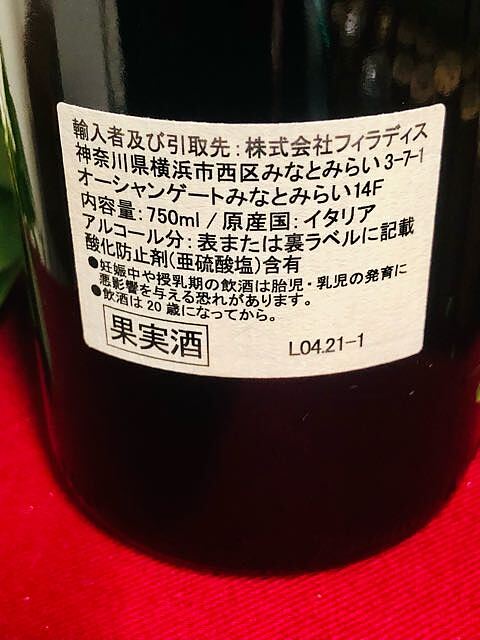 輸入者及び引取先：株式会社フィラディス
神奈川県横浜市西区みなとみらい3-7-1
オーシャンゲートみなとみらい14F
内容量：750ml / 原産国：イタリア
アルコール分：表または裏ラベルに記載
酸化防止剤(亜硫酸塩)含有
●妊娠中や授乳期の飲酒は胎児・乳児の発育に
悪影響を与える恐れがあります。
●飲酒は20歳になってから。
果実酒
L04.21-1